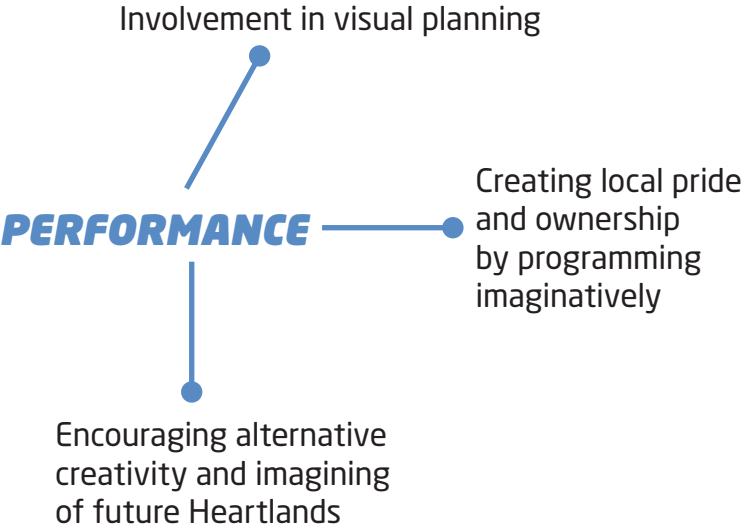 Involvement in visual planning
PERFORMANCE
Creating local pride
and ownership
by programming
imaginatively
Encouraging alternative
creativity and imagining
of future Heartlands